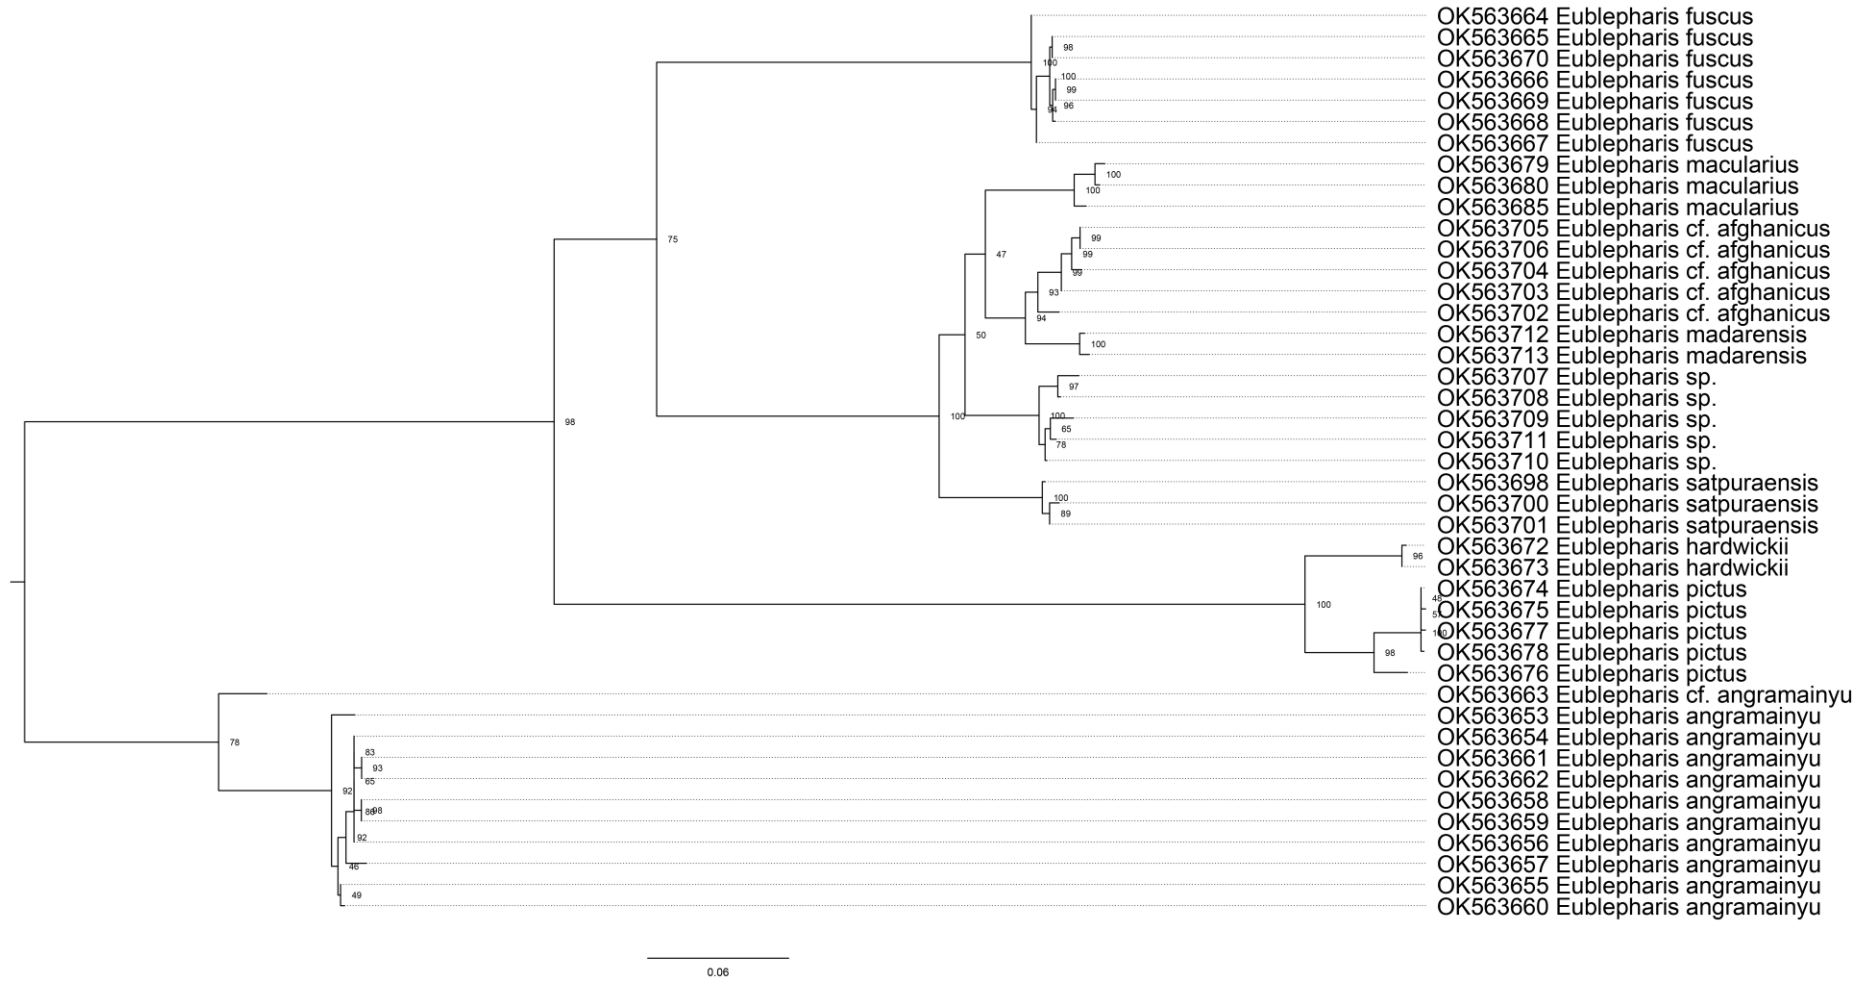 OK563664 Eublepharis fuscus
OK563665 Eublepharis fuscus
98
OK563670 Eublepharis fuscus
100
OK563666 Eublepharis fuscus
100
99
OK563669 Eublepharis fuscus
96
94
OK563668 Eublepharis fuscus
OK563667 Eublepharis fuscus
OK563679 Eublepharis macularius
100
OK563680 Eublepharis macularius
100
OK563685 Eublepharis macularius
OK563705 Eublepharis cf. afghanicus
99
75
OK563706 Eublepharis cf. afghanicus
47
99
OK563704 Eublepharis cf. afghanicus
99
OK563703 Eublepharis cf. afghanicus
93
OK563702 Eublepharis cf. afghanicus
94
OK563712 Eublepharis madarensis
50
100
OK563713 Eublepharis madarensis
OK563707 Eublepharis sp.
97
OK563708 Eublepharis sp.
100
100
OK563709 Eublepharis sp.
98
65
OK563711 Eublepharis sp.
78
OK563710 Eublepharis sp.
OK563698 Eublepharis satpuraensis
100
OK563700 Eublepharis satpuraensis
89
OK563701 Eublepharis satpuraensis
OK563672 Eublepharis hardwickii
96
OK563673 Eublepharis hardwickii
OK563674 Eublepharis pictus
48
100
OK563675 Eublepharis pictus
OK563677 Eublepharis pictus
100
OK563678 Eublepharis pictus
98
OK563676 Eublepharis pictus
OK563663 Eublepharis cf. angramainyu
OK563653 Eublepharis angramainyu
78
OK563654 Eublepharis angramainyu
83
OK563661 Eublepharis angramainyu
93
OK563662 Eublepharis angramainyu
65
92
OK563658 Eublepharis angramainyu
98
OK563659 Eublepharis angramainyu
92
OK563656 Eublepharis angramainyu
OK563657 Eublepharis angramainyu
46
OK563655 Eublepharis angramainyu
49
OK563660 Eublepharis angramainyu
0.06